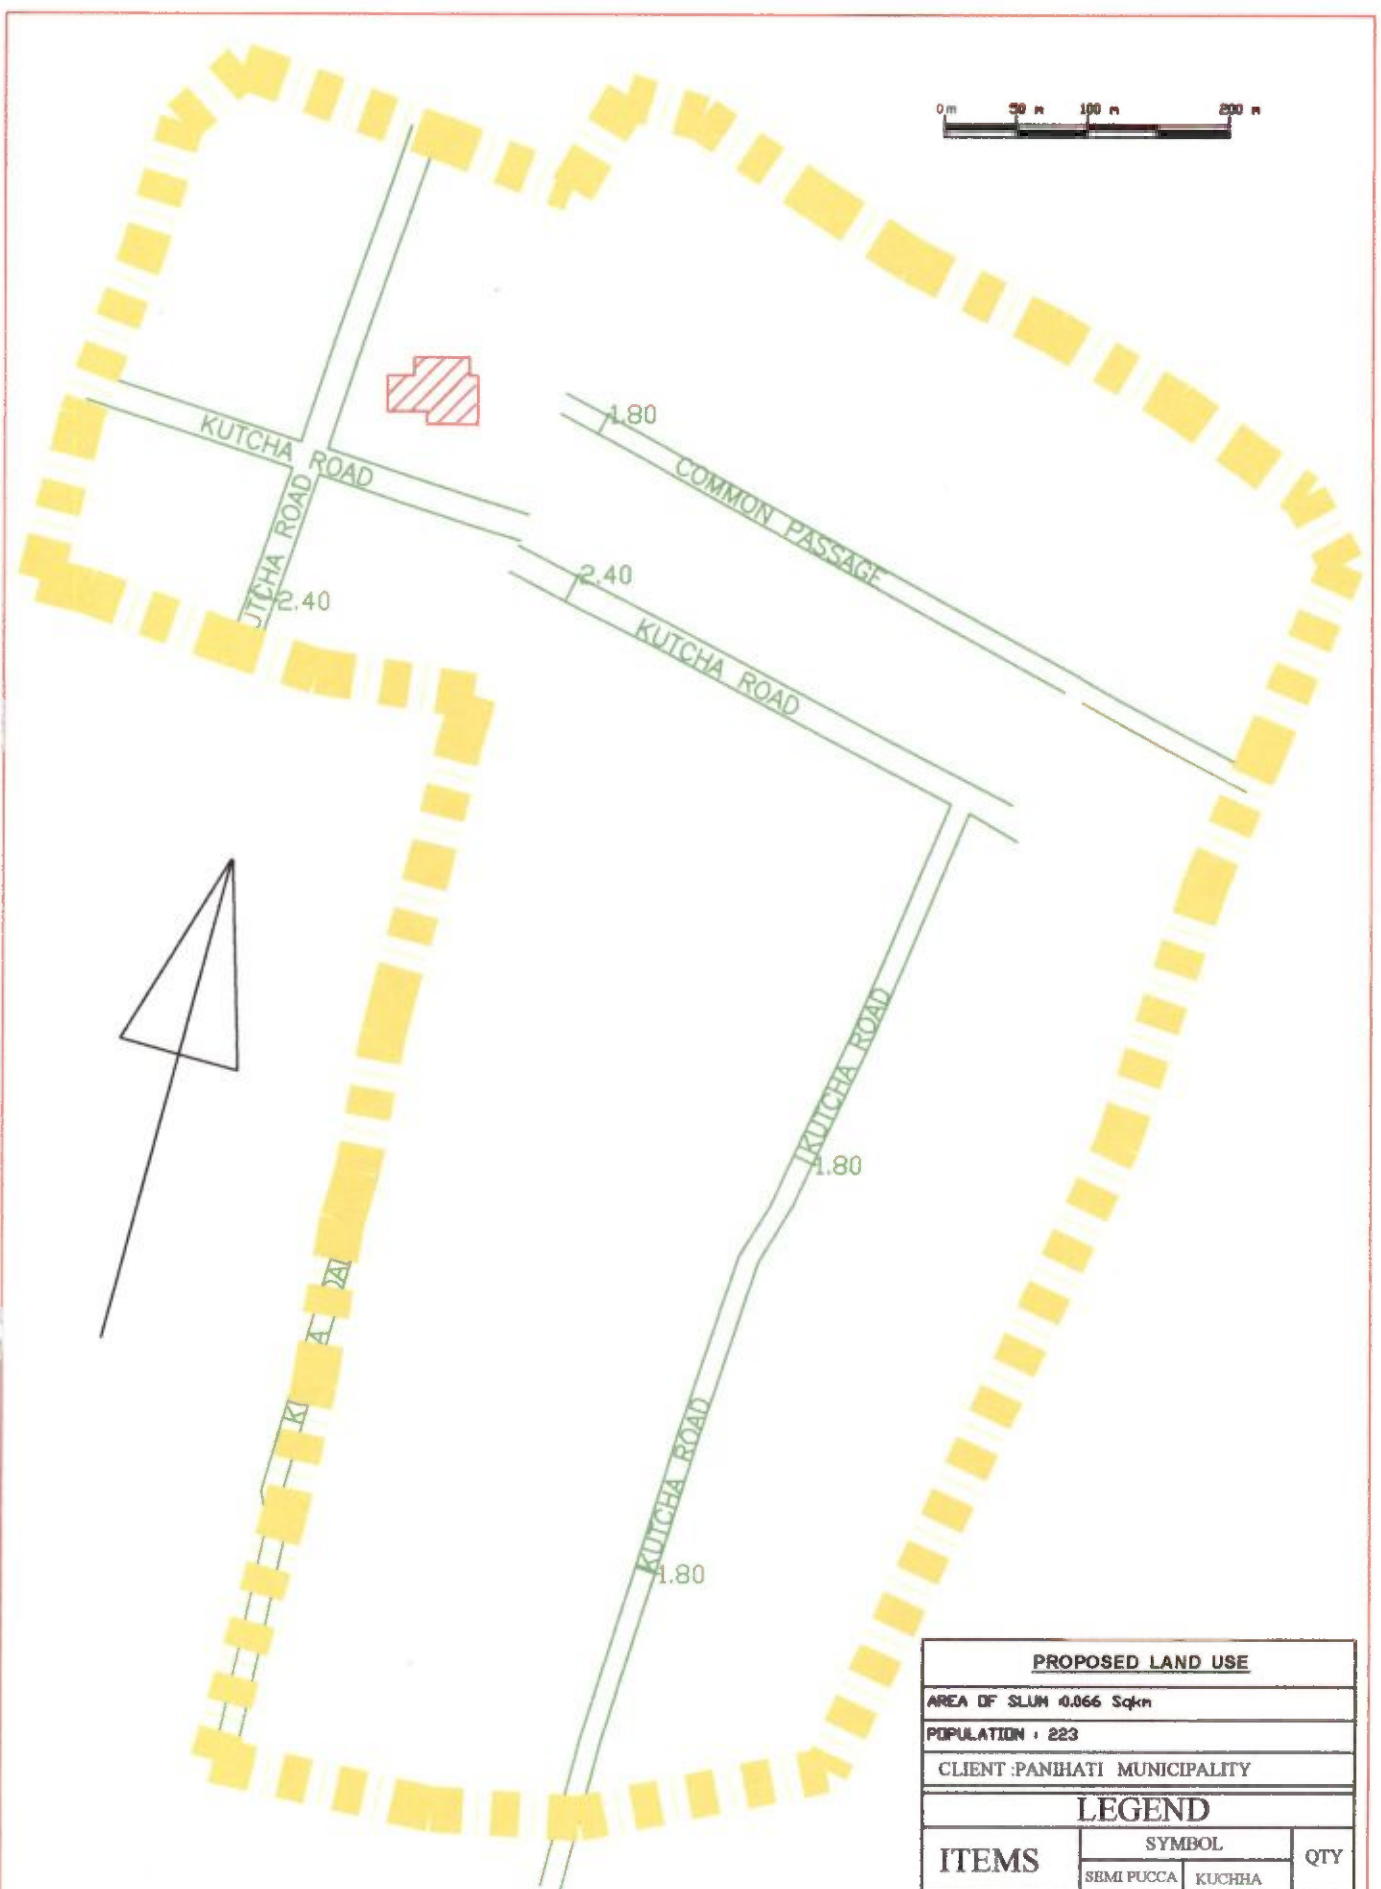 0 m 50 m 100 m 200 m
1.80
KUTCHA ROAD
COMMON PASSAGE
2.40
2.40
KUTCHA ROAD
KUTCHA ROAD
1.80
KUTCHA ROAD
1.80
PROPOSED LAND USE
AREA OF SLUM :0.066 Sqkm
POPULATION : 223
CLIENT :PANIHATI MUNICIPALITY
LEGEND
ITEMS
SYMBOL
QTY
SEMI PUCCA
KUCHHA